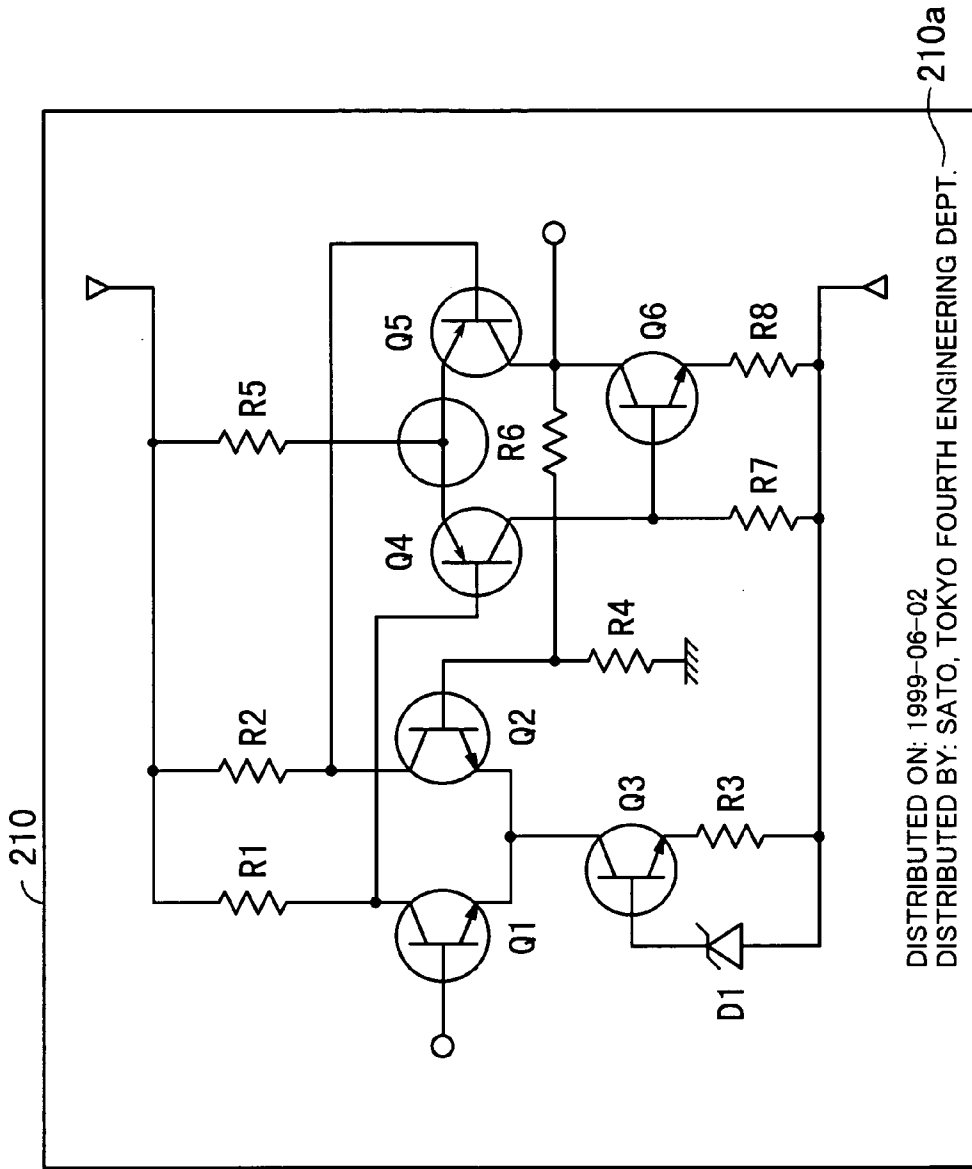 210
R1
R2
R5
Q1
Q2
Q4
Q5
R6
R4
Q3
Q6
D1
R3
R7
R8
DISTRIBUTED ON: 1999-06-02
DISTRIBUTED BY: SATO, TOKYO FOURTH ENGINEERING DEPT.
210a